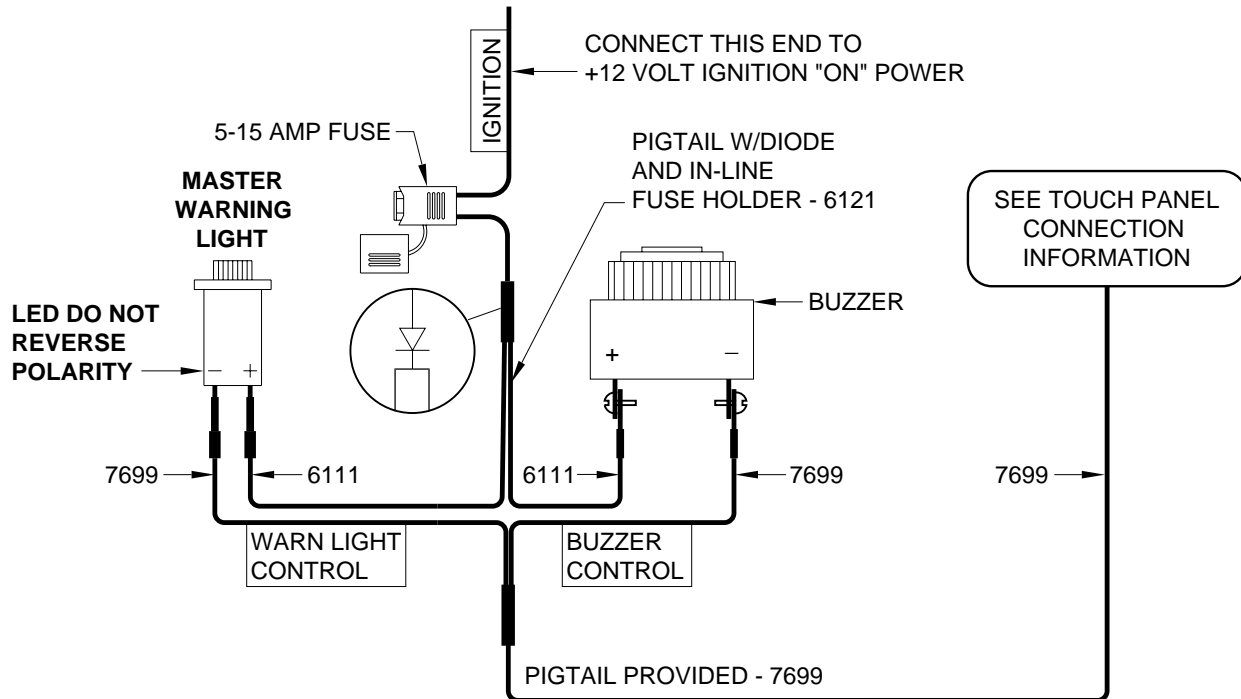 IGNITION
CONNECT THIS END TO
+12 VOLT IGNITION "ON" POWER
5-15 AMP FUSE
PIGTAIL W/DIODE
AND IN-LINE
FUSE HOLDER - 6121
MASTER
WARNING
LIGHT
SEE TOUCH PANEL
CONNECTION
INFORMATION
BUZZER
LED DO NOT
REVERSE
POLARITY
- +
+ -
7699
6111
6111
7699
7699
WARN LIGHT
CONTROL
BUZZER
CONTROL
PIGTAIL PROVIDED - 7699